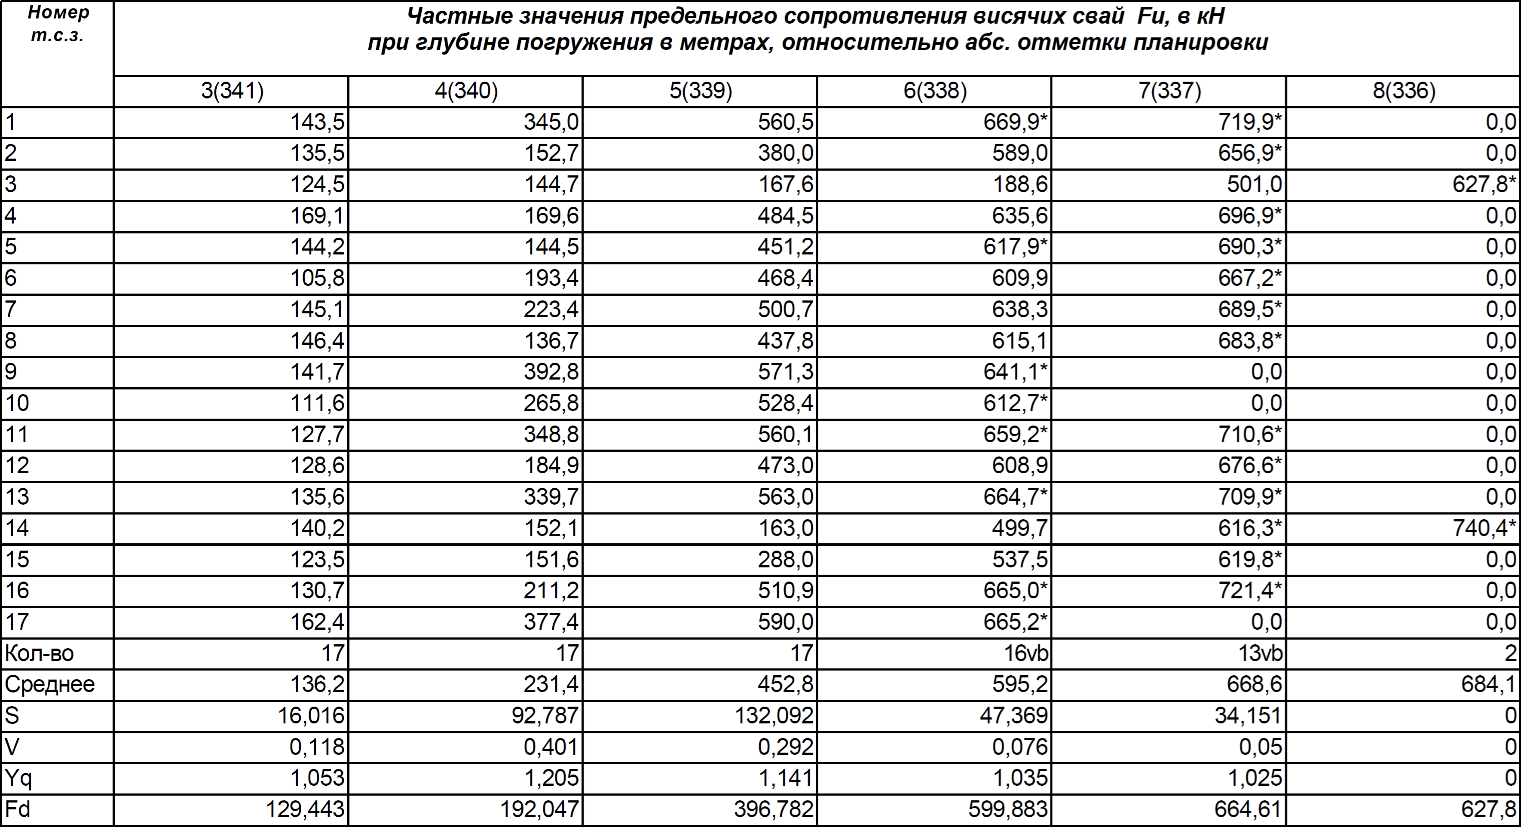 Номер т.с.з.
Частные значения предельного сопротивления висячих свай Fu, в кН
при глубине погружения в метрах, относительно абс. отметки планировки
3(341) 4(340) 5(339) 6(338) 7(337) 8(336)
1 143,5 345,0 560,5 669,9* 719,9* 0,0
2 135,5 152,7 380,0 589,0 656,9* 0,0
3 124,5 144,7 167,6 188,6 501,0 627,8*
4 169,1 169,6 484,5 635,6 696,9* 0,0
5 144,2 144,5 451,2 617,9* 690,3* 0,0
6 105,8 193,4 468,4 609,9 667,2* 0,0
7 145,1 223,4 500,7 638,3 689,5* 0,0
8 146,4 136,7 437,8 615,1 683,8* 0,0
9 141,7 392,8 571,3 641,1* 0,0 0,0
10 111,6 265,8 528,4 612,7* 0,0 0,0
11 127,7 348,8 560,1 659,2* 710,6* 0,0
12 128,6 184,9 473,0 608,9 676,6* 0,0
13 135,6 339,7 563,0 664,7* 709,9* 0,0
14 140,2 152,1 163,0 499,7 616,3* 740,4*
15 123,5 151,6 288,0 537,5 619,8* 0,0
16 130,7 211,2 510,9 665,0* 721,4* 0,0
17 162,4 377,4 590,0 665,2* 0,0 0,0
Кол-во 17 17 17 16vb 13vb 2
Среднее 136,2 231,4 452,8 595,2 668,6 684,1
S 16,016 92,787 132,092 47,369 34,151 0
V 0,118 0,401 0,292 0,076 0,05 0
Yq 1,053 1,205 1,141 1,035 1,025 0
Fd 129,443 192,047 396,782 599,883 664,61 627,8